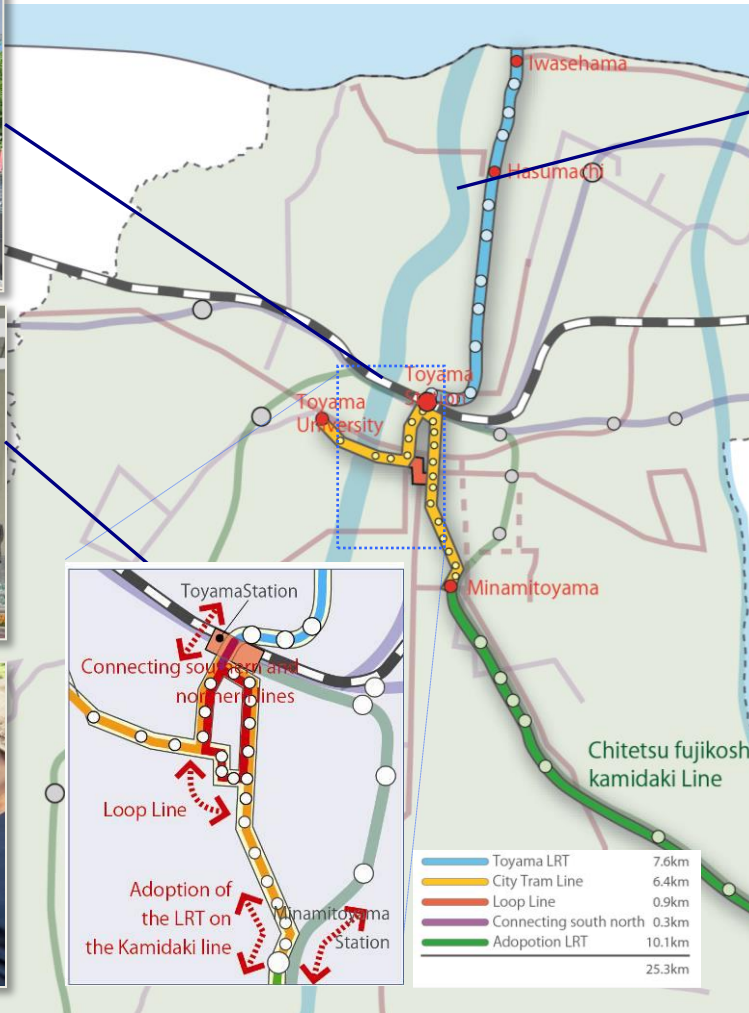 Iwasehama
Hasumachi
Toyama
Station
Toyama
University
Minamitoyama
ToyamaStation
Connecting southern and
norhern lines
Loop Line
Adoption of
the LRT on
the Kamidaki line
Minamitoyama
Station
Chitetsu fujikosh
kamidaki Line
Toyama LRT 7.6km
City Tram Line 6.4km
Loop Line 0.9km
Connecting south north 0.3km
Adopotion LRT 10.1km
25.3km